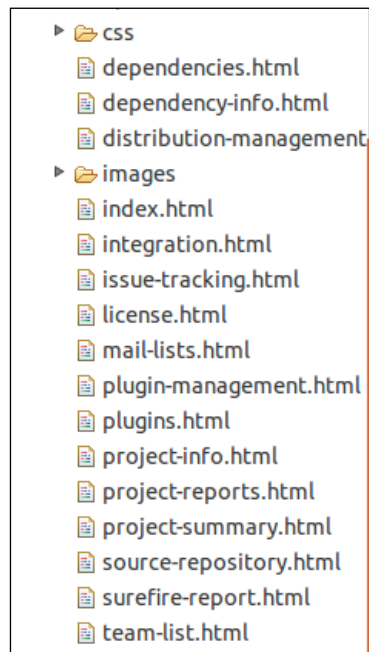 css
dependencies.html
dependency-info.html
distribution-management
images
index.html
integration.html
issue-tracking.html
license.html
mail-lists.html
plugin-management.html
plugins.html
project-info.html
project-reports.html
project-summary.html
source-repository.html
surefire-report.html
team-list.html